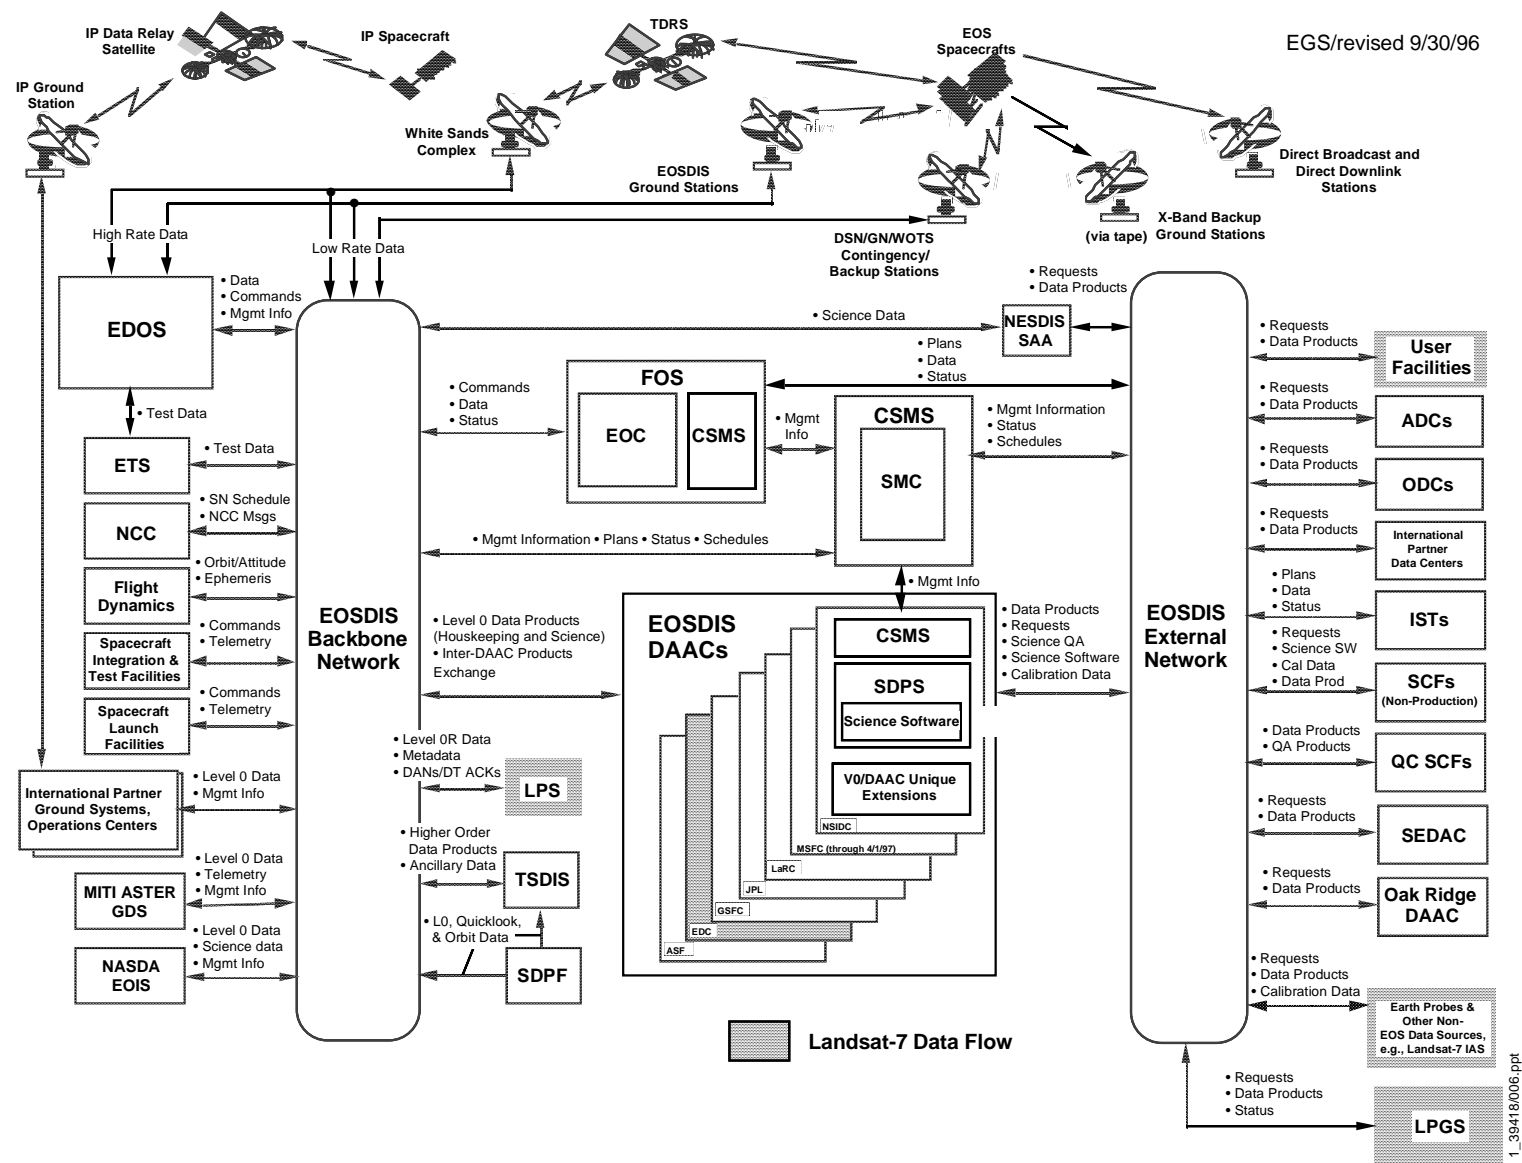 IP Data Relay
Satellite
IP Spacecraft
TDRS
EOS
Spacecrafts
EGS/revised 9/30/96
IP Ground
Station
White Sands
Complex
EOSDIS
Ground Stations
Direct Broadcast and
Direct Downlink
Stations
High Rate Data
Low Rate Data
DSN/GN/WOTS
Contingency/
Backup Stations
(via tape)
X-Band Backup
Ground Stations
EDOS
• Data
• Commands
• Mgmt Info
• Test Data
ETS
• Test Data
NCC
• SN Schedule
• NCC Msgs
Flight
Dynamics
• Orbit/Attitude
• Ephemeris
Spacecraft
Integration &
Test Facilities
• Commands
• Telemetry
Spacecraft
Launch
Facilities
• Commands
• Telemetry
International Partner
Ground Systems,
Operations Centers
• Level 0 Data
• Mgmt Info
MITI ASTER
GDS
• Level 0 Data
• Telemetry
• Mgmt Info
NASDA
EOIS
• Level 0 Data
• Science data
• Mgmt Info
EOSDIS
Backbone
Network
• Science Data
NESDIS
SAA
• Requests
• Data Products
• Plans
• Data
• Status
FOS
EOC
CSMS
• Commands
• Data
• Status
• Mgmt
Info
CSMS
SMC
• Mgmt Information
• Status
• Schedules
• Mgmt Information • Plans • Status • Schedules
• Mgmt Info
• Level 0 Data Products
(Houskeeping and Science)
• Inter-DAAC Products
Exchange
EOSDIS
DAACs
CSMS
SDPS
Science Software
V0/DAAC Unique
Extensions
NSIDC
MSFC (through 4/1/97)
LaRC
JPL
GSFC
EDC
ASF
• Data Products
• Requests
• Science QA
• Science Software
• Calibration Data
• Level 0R Data
• Metadata
• DANs/DT ACKs
LPS
• Higher Order
Data Products
• Ancillary Data
TSDIS
• L0, Quicklook,
& Orbit Data
SDPF
Landsat-7 Data Flow
EOSDIS
External
Network
• Requests
• Data Products
User
Facilities
• Requests
• Data Products
ADCs
• Requests
• Data Products
ODCs
• Requests
• Data Products
International
Partner
Data Centers
• Plans
• Data
• Status
ISTs
• Requests
• Science SW
• Cal Data
• Data Prod
SCFs
(Non-Production)
• Data Products
• QA Products
QC SCFs
• Requests
• Data Products
SEDAC
• Requests
• Data Products
Oak Ridge
DAAC
• Requests
• Data Products
• Calibration Data
Earth Probes &
Other Non-
EOS Data Sources,
e.g., Landsat-7 IAS
• Requests
• Data Products
• Status
LPGS
1_39418/006.ppt